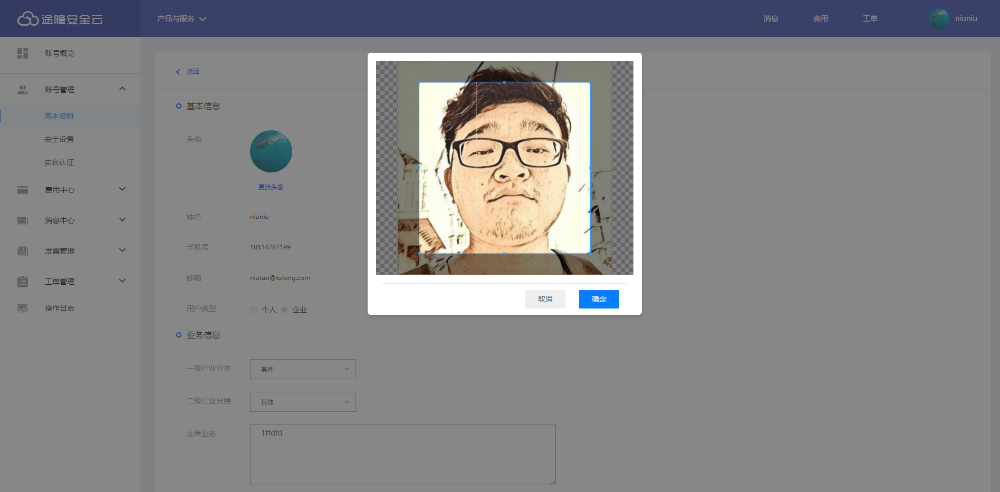 途隆安全云
产品与服务
消息
费用
工单
niuniu
账号概览
账号管理
基本资料
安全设置
实名认证
费用中心
消息中心
发票管理
工单管理
操作日志
返回
基本信息
头像
更换头像
姓名 niuniu
手机号 18514787199
邮箱 niutao@tulong.com
用户类型 个人 企业
业务信息
一级行业分类 其他
二级行业分类 其他
主营业务 1ffdfd
取消
确定